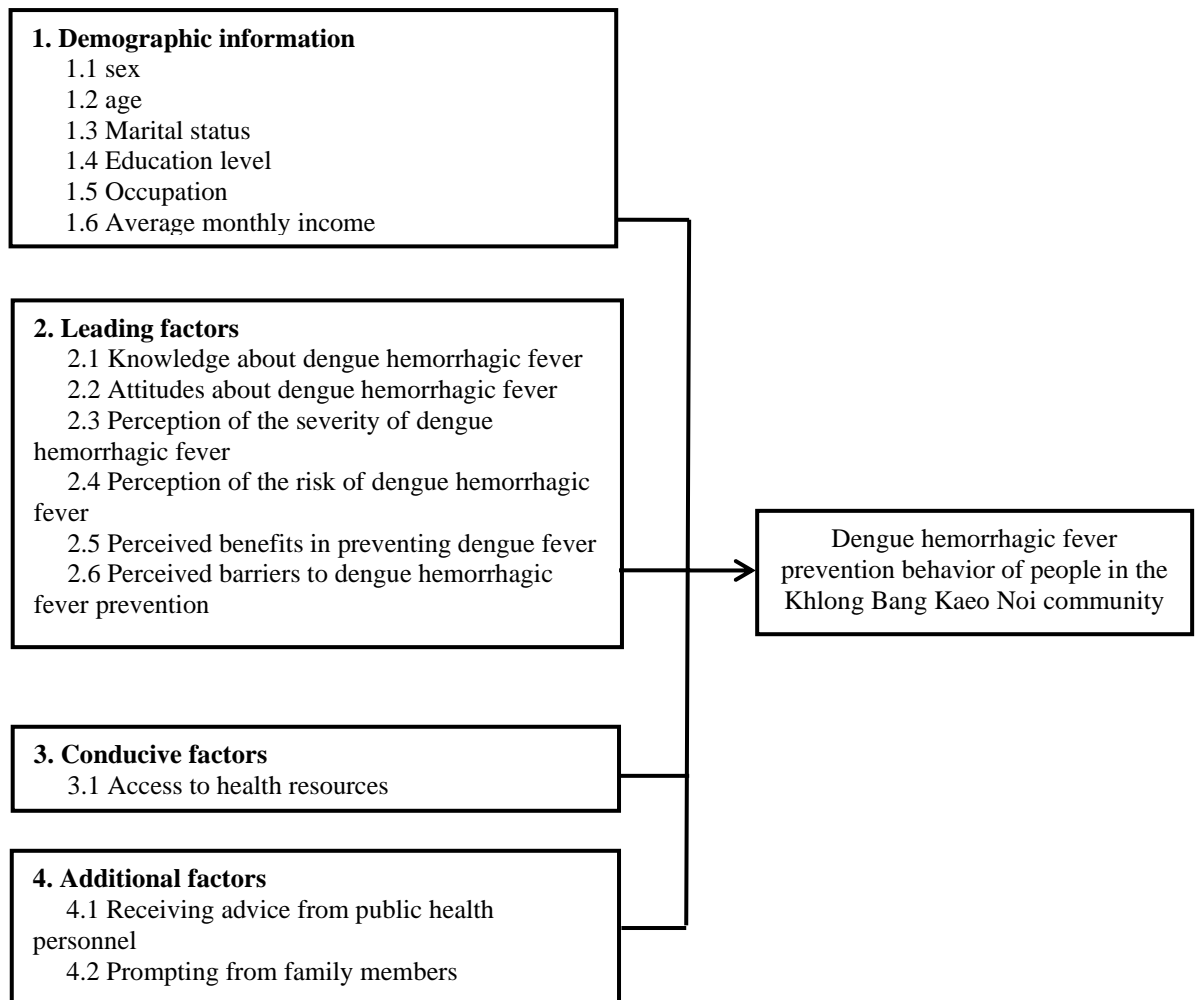 1. Demographic information
1.1 sex
1.2 age
1.3 Marital status
1.4 Education level
1.5 Occupation
1.6 Average monthly income
2. Leading factors
2.1 Knowledge about dengue hemorrhagic fever
2.2 Attitudes about dengue hemorrhagic fever
2.3 Perception of the severity of dengue
hemorrhagic fever
2.4 Perception of the risk of dengue hemorrhagic
fever
2.5 Perceived benefits in preventing dengue fever
2.6 Perceived barriers to dengue hemorrhagic
fever prevention
Dengue hemorrhagic fever
prevention behavior of people in the
Khlong Bang Kaeo Noi community
3. Conducive factors
3.1 Access to health resources
4. Additional factors
4.1 Receiving advice from public health
personnel
4.2 Prompting from family members